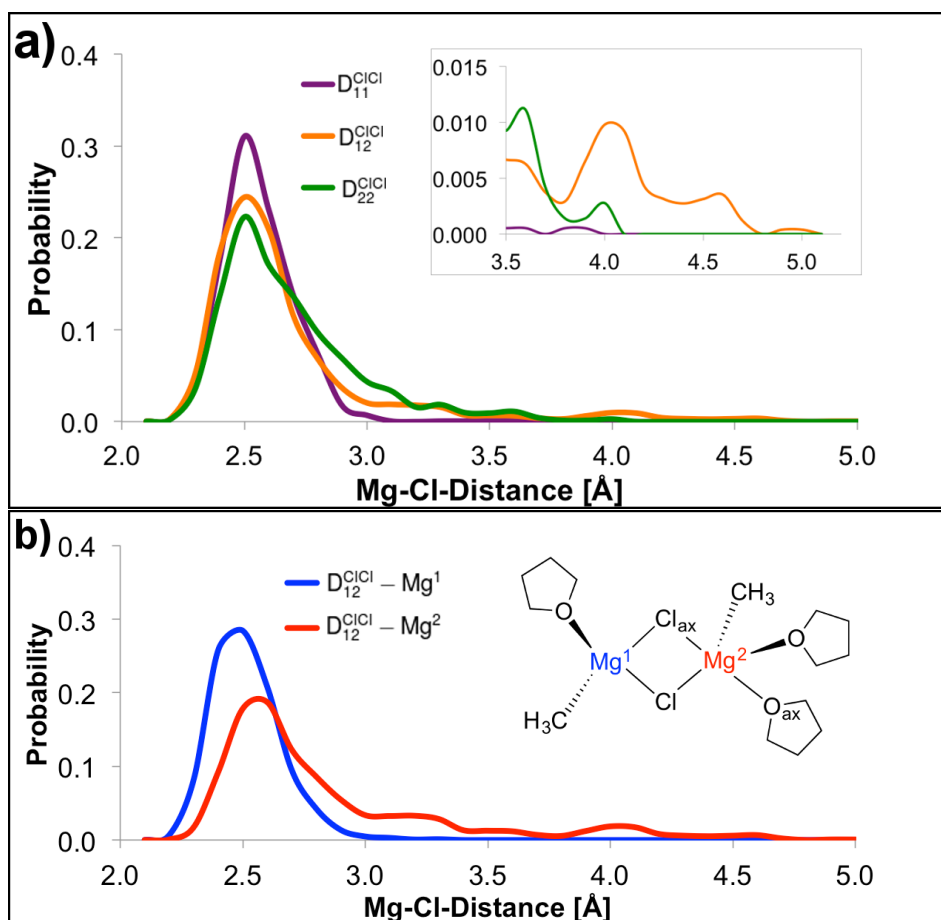 a)
0.4
0.3
0.2
0.1
0.0
Probability
D₁₁ᶜˡᶜˡ
D₁₂ᶜˡᶜˡ
D₂₂ᶜˡᶜˡ
0.015
0.010
0.005
0.000
3.5 4.0 4.5 5.0
2.0 2.5 3.0 3.5 4.0 4.5 5.0
Mg-Cl-Distance [Å]
b)
0.4
0.3
0.2
0.1
0.0
Probability
D₁₂ᶜˡᶜˡ – Mg¹
D₁₂ᶜˡᶜˡ – Mg²
O
CH₃
Clax
O
Mg¹
Mg²
Cl
Oax
H₃C
2.0 2.5 3.0 3.5 4.0 4.5 5.0
Mg-Cl-Distance [Å]